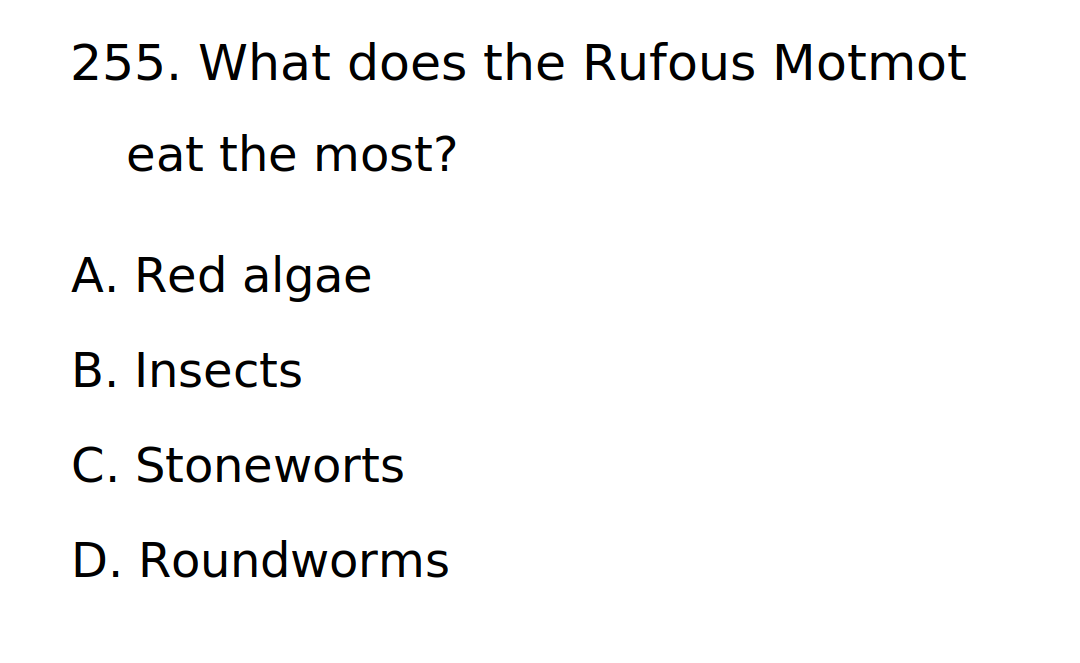 255. What does the Rufous Motmot
eat the most?
A. Red algae
B. Insects
C. Stoneworts
D. Roundworms